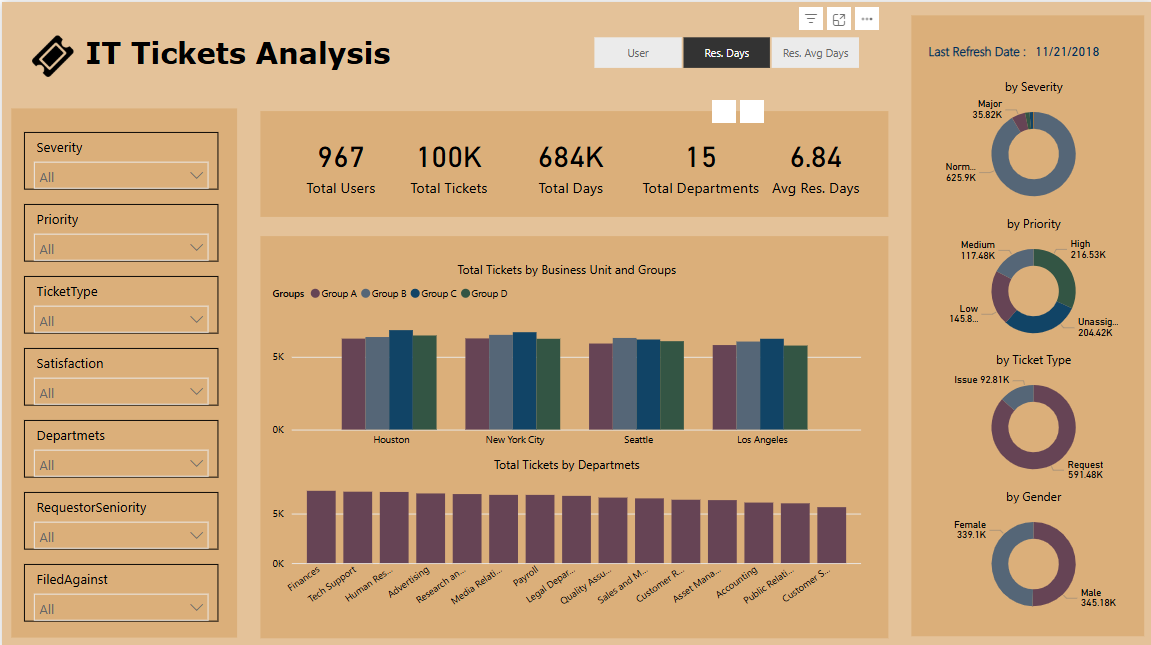 IT Tickets Analysis
User
Res. Days
Res. Avg Days
Last Refresh Date : 11/21/2018
Severity
All
Priority
All
TicketType
All
Satisfaction
All
Departmets
All
RequestorSeniority
All
FiledAgainst
All
967
Total Users
100K
Total Tickets
684K
Total Days
15
Total Departments
6.84
Avg Res. Days
Total Tickets by Business Unit and Groups
Groups Group A Group B Group C Group D
5K
0K
Houston
New York City
Seattle
Los Angeles
Total Tickets by Departmets
5K
0K
Finances
Tech Support
Human Res...
Advertising
Research an...
Media Relati...
Payroll
Legal Depar...
Quality Assu...
Sales and M...
Customer R...
Asset Mana...
Accounting
Public Relati...
Customer S...
by Severity
Major
35.82K
Norm...
625.9K
by Priority
Medium
117.48K
High
216.53K
Low
145.8...
Unassig...
204.42K
by Ticket Type
Issue 92.81K
Request
591.48K
by Gender
Female
339.1K
Male
345.18K